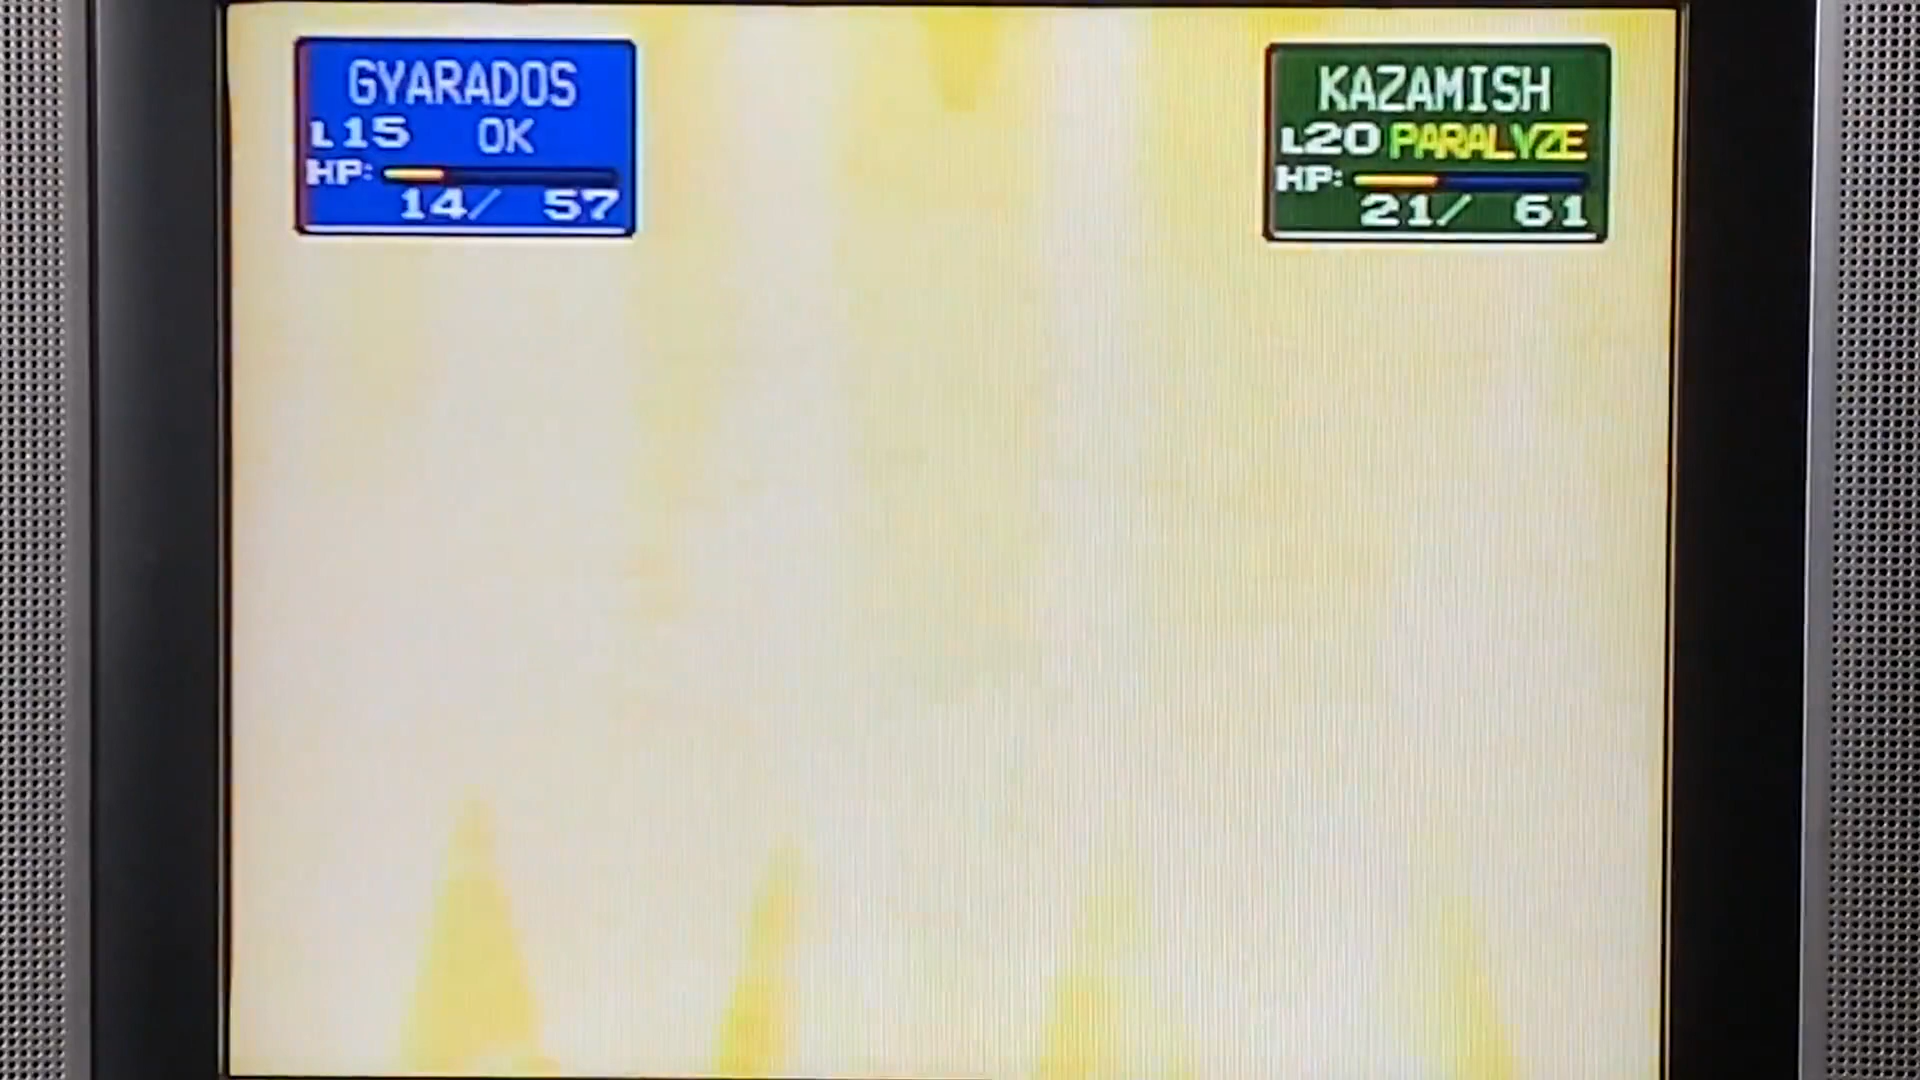 GYARADOS
L15 OK
HP:
14/ 57
KAZAMISH
L20 PARALYZE
HP:
21/ 61